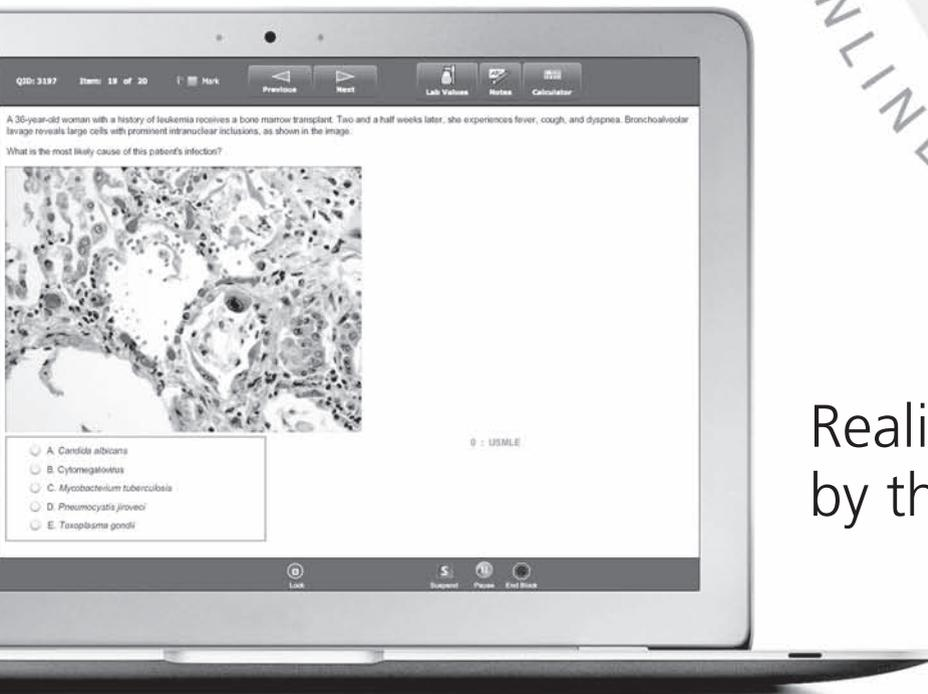 NLINE
QID: 3197 Item: 19 of 20 Mark Previous Next Lab Values Notes Calculator
A 36-year-old woman with a history of leukemia receives a bone marrow transplant. Two and a half weeks later, she experiences fever, cough, and dyspnea. Bronchoalveolar
lavage reveals large cells with prominent intranuclear inclusions, as shown in the image.
What is the most likely cause of this patient's infection?
0 : USMLE
A. Candida albicans
B. Cytomegalovirus
C. Mycobacterium tuberculosis
D. Pneumocystis jiroveci
E. Toxoplasma gondii
Lock Suspend Pause End Block
Reali
by th